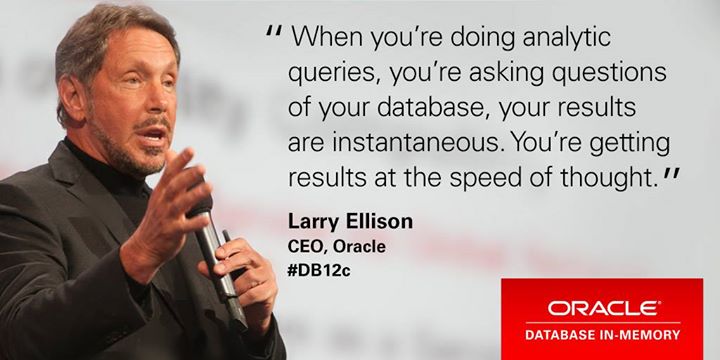 “ When you’re doing analytic
queries, you’re asking questions
of your database, your results
are instantaneous. You’re getting
results at the speed of thought.”
Larry Ellison
CEO, Oracle
#DB12c
ORACLE®
DATABASE IN-MEMORY